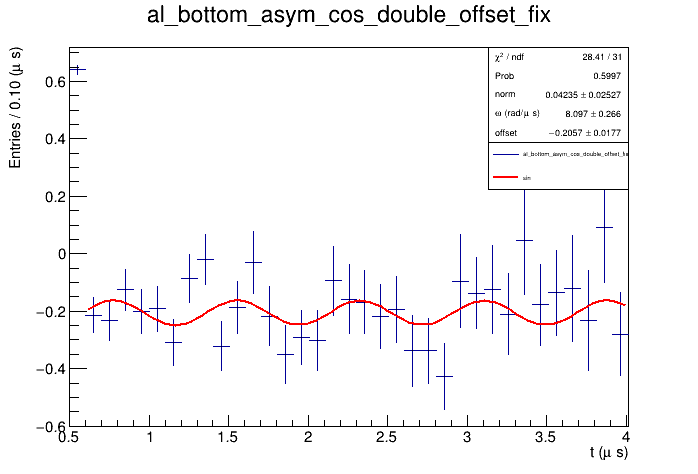 al_bottom_asym_cos_double_offset_fix
Entries / 0.10 (μ s)
χ² / ndf 28.41 / 31
Prob 0.5997
norm 0.04235 ± 0.02527
ω (rad/μ s) 8.097 ± 0.266
offset −0.2057 ± 0.0177
al_bottom_asym_cos_double_offset_fix
sin
0.6
0.4
0.2
0
−0.2
−0.4
−0.6
0.5 1 1.5 2 2.5 3 3.5 4
t (μ s)